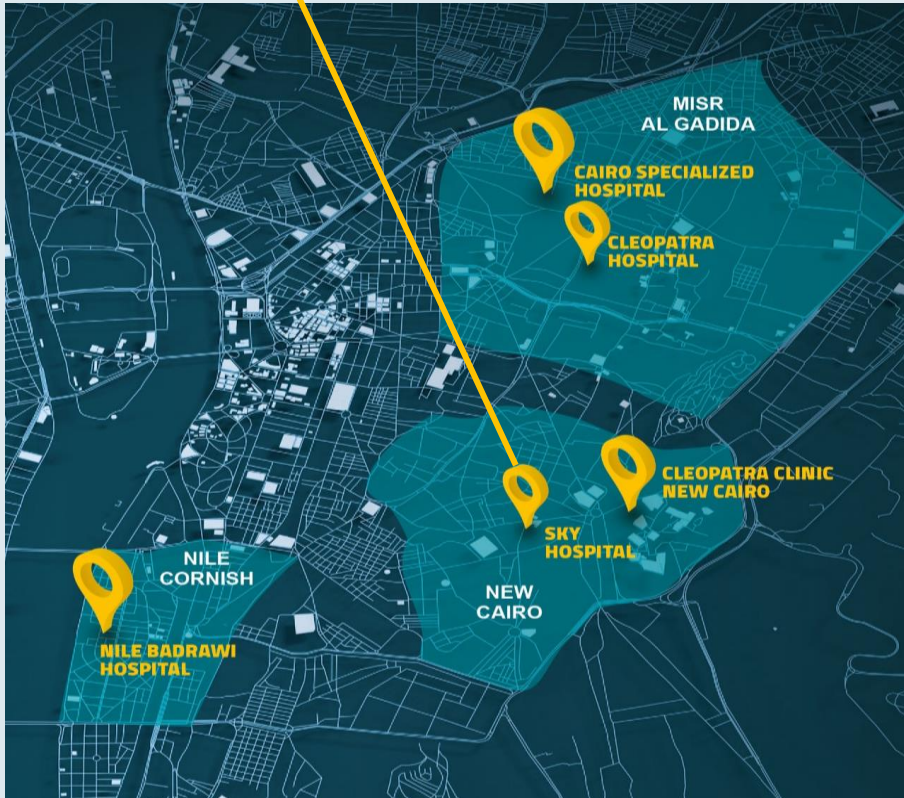 MISR
AL GADIDA
CAIRO SPECIALIZED
HOSPITAL
CLEOPATRA
HOSPITAL
CLEOPATRA CLINIC
NEW CAIRO
SKY
HOSPITAL
NEW
CAIRO
NILE
CORNISH
NILE BADRAWI
HOSPITAL